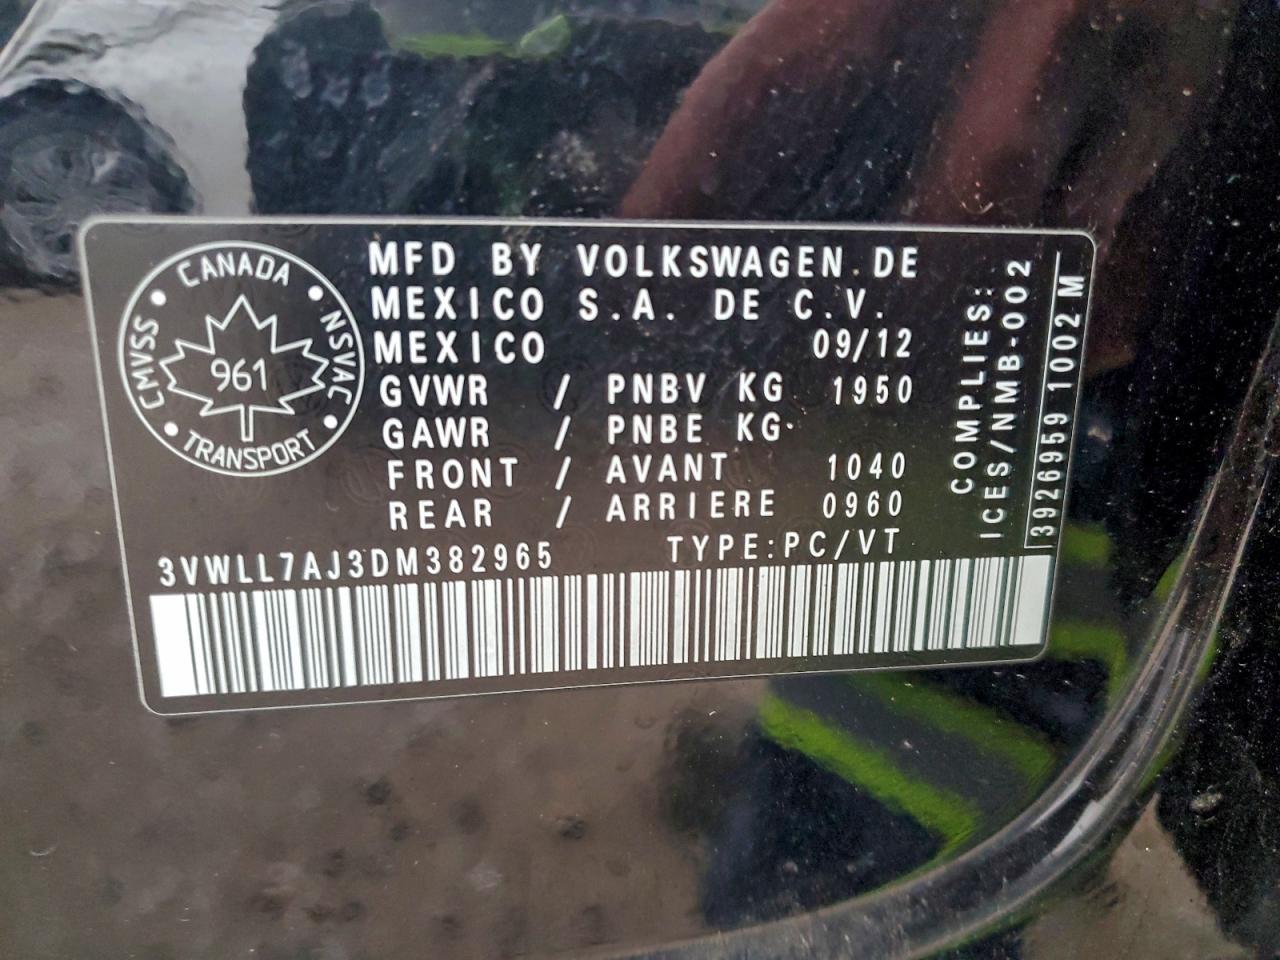 CANADA
CMVSS
NSVAC
961
TRANSPORT
MFD BY VOLKSWAGEN DE
MEXICO S.A. DE C.V.
MEXICO 09/12
GVWR / PNBV KG 1950
GAWR / PNBE KG
FRONT / AVANT 1040
REAR / ARRIERE 0960
3VWLL7AJ3DM382965 TYPE:PC/VT
COMPLIES:
ICES/NMB-002
3926959 1002 M